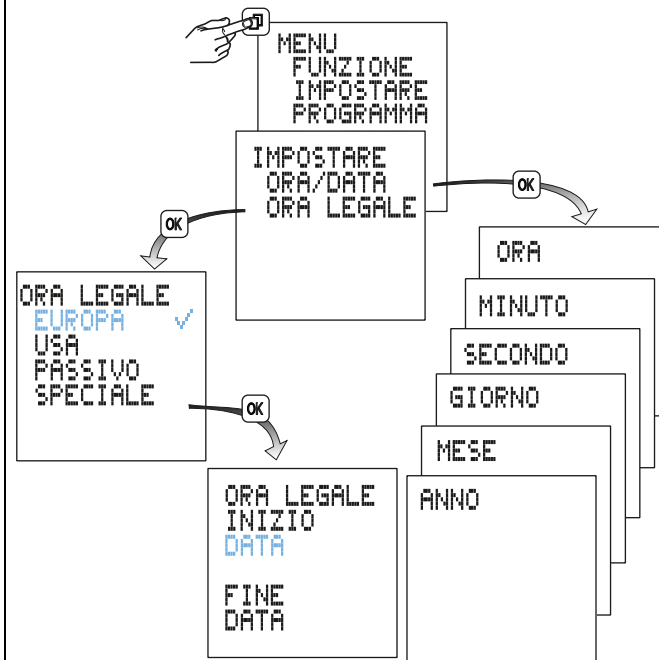 MENU
FUNZIONE
IMPOSTARE
PROGRAMMA
IMPOSTARE
ORA/DATA
ORA LEGALE
OK
OK
ORA LEGALE
EUROPA ✓
USA
PASSIVO
SPECIALE
OK
ORA LEGALE
INIZIO
DATA
FINE
DATA
ORA
MINUTO
SECONDO
GIORNO
MESE
ANNO